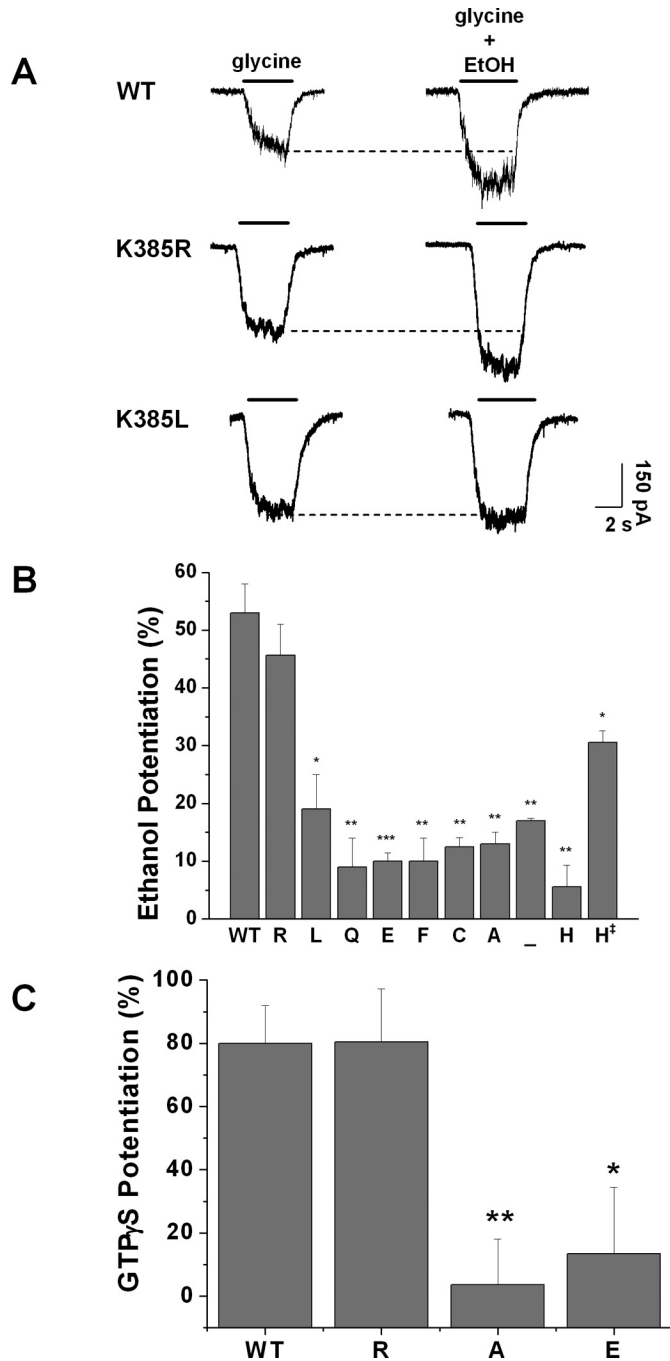 A
glycine
glycine
+
EtOH
WT
K385R
K385L
150 pA
2 s
B
Ethanol Potentiation (%)
60
50
40
30
20
10
0
*
**
***
**
**
**
**
**
*
WT R L Q E F C A _ H H‡
C
GTPγS Potentiation (%)
100
80
60
40
20
0
**
*
WT R A E